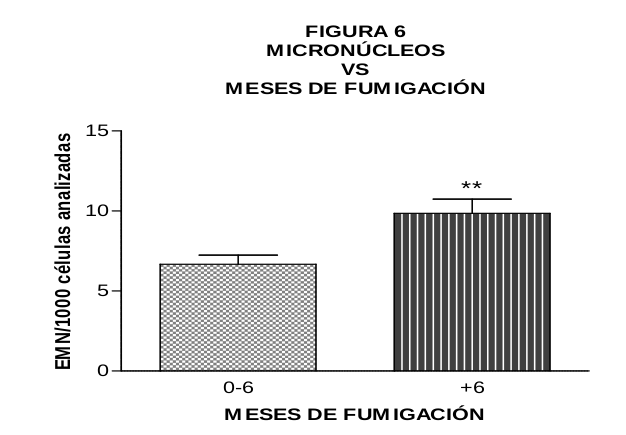 FIGURA 6
MICRONÚCLEOS
VS
MESES DE FUMIGACIÓN
EMN/1000 células analizadas
15
10
5
0
**
0-6
+6
MESES DE FUMIGACIÓN